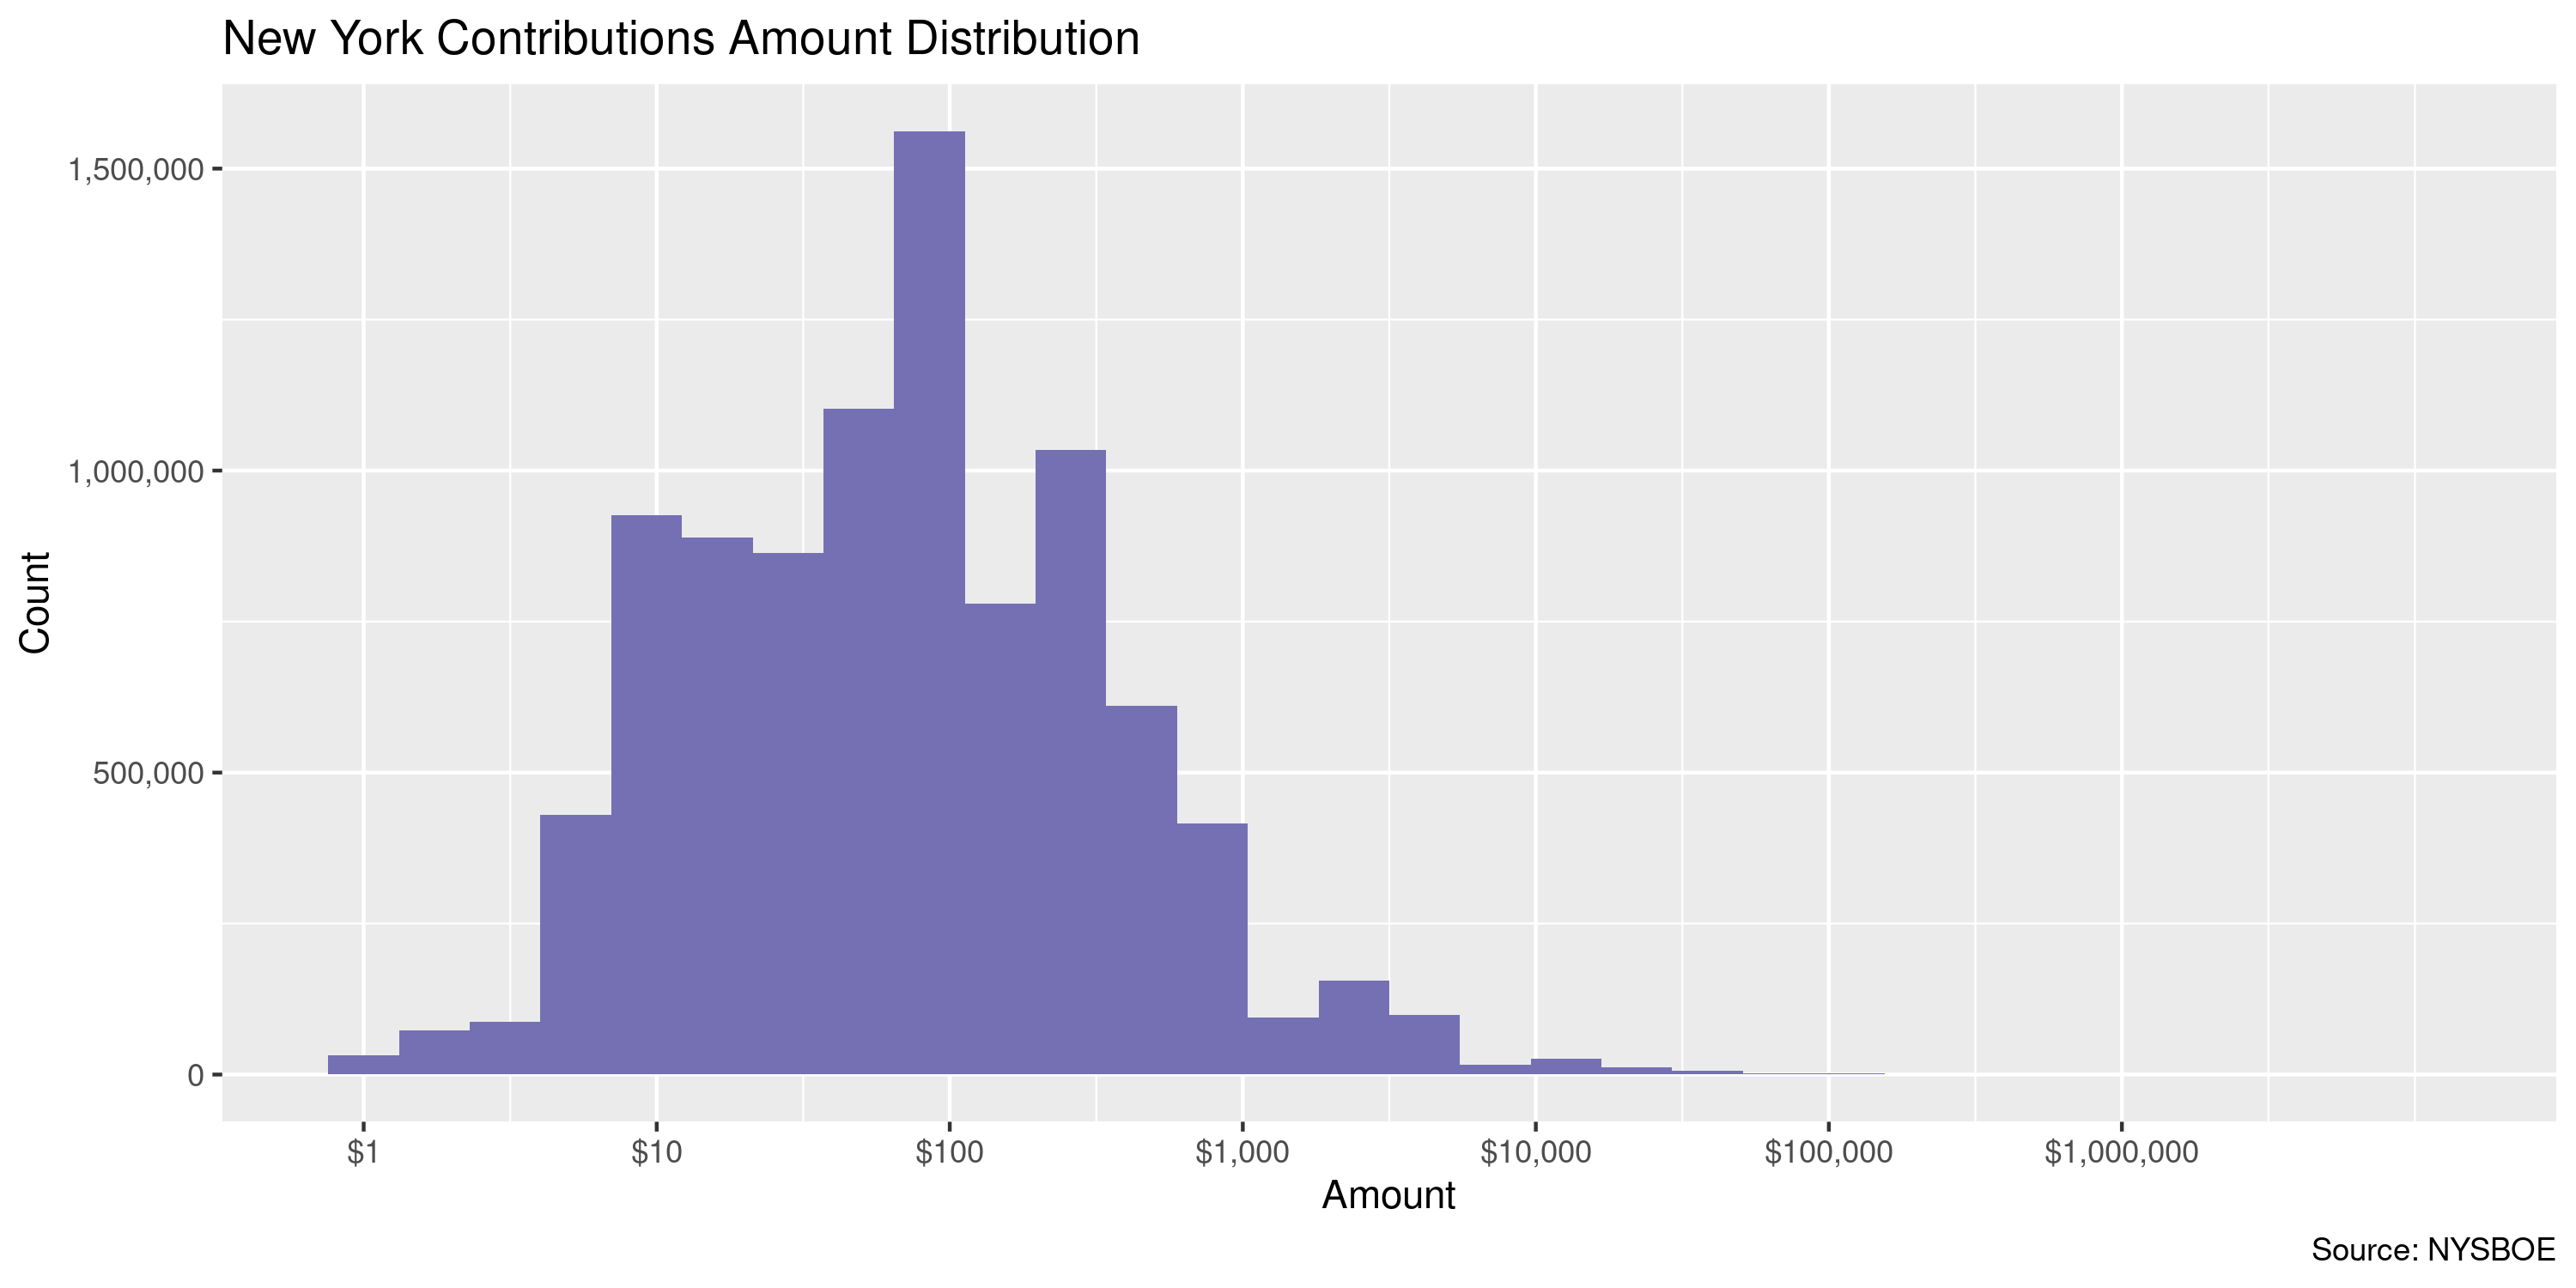 New York Contributions Amount Distribution
Count
1,500,000
1,000,000
500,000
0
$1 $10 $100 $1,000 $10,000 $100,000 $1,000,000
Amount
Source: NYSBOE